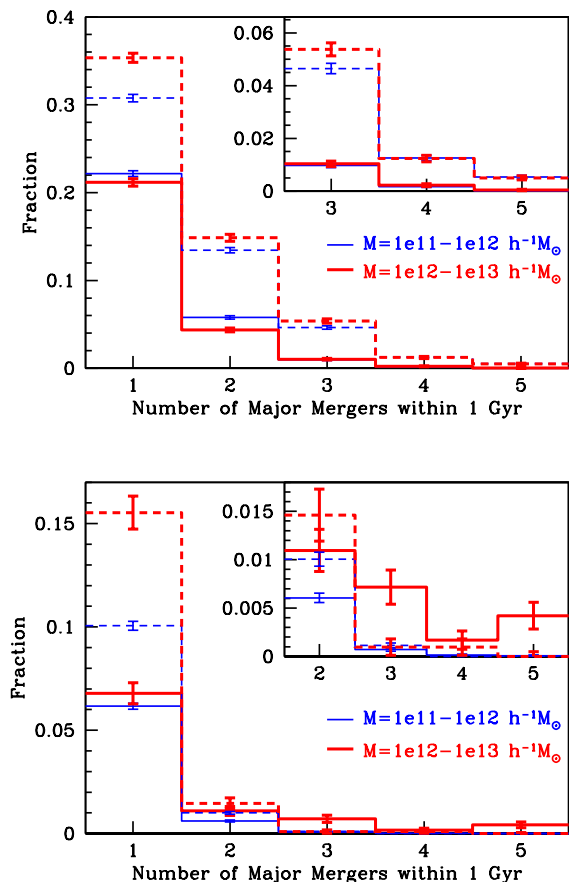 0.4
0.3
0.2
0.1
0
Fraction
0.06
0.04
0.02
0
3 4 5
M=1e11−1e12 h⁻¹M⊙
M=1e12−1e13 h⁻¹M⊙
1 2 3 4 5
Number of Major Mergers within 1 Gyr
0.15
0.1
0.05
0
Fraction
0.015
0.01
0.005
0
2 3 4 5
M=1e11−1e12 h⁻¹M⊙
M=1e12−1e13 h⁻¹M⊙
1 2 3 4 5
Number of Major Mergers within 1 Gyr